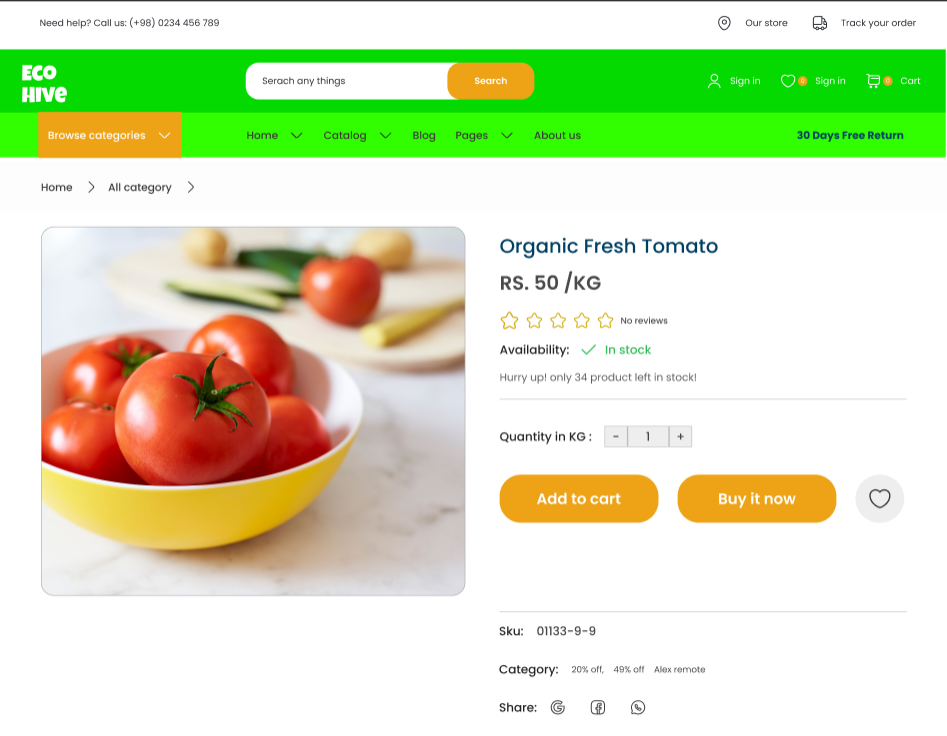 Need help? Call us: (+98) 0234 456 789
Our store
Track your order
ECO
HIVE
Serach any things
Search
Sign in
0
Sign in
0
Cart
Browse categories
Home
Catalog
Blog
Pages
About us
30 Days Free Return
Home
All category
Organic Fresh Tomato
RS. 50 /KG
No reviews
Availability:
In stock
Hurry up! only 34 product left in stock!
Quantity in KG :
-
1
+
Add to cart
Buy it now
Sku: 01133-9-9
Category: 20% off, 49% off Alex remote
Share: